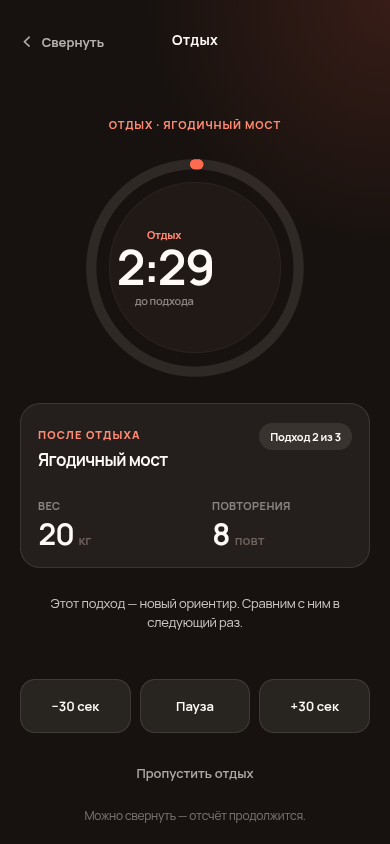 Свернуть
Отдых
ОТДЫХ · ЯГОДИЧНЫЙ МОСТ
Отдых
2:29
до подхода
ПОСЛЕ ОТДЫХА
Подход 2 из 3
Ягодичный мост
ВЕС
ПОВТОРЕНИЯ
20 кг
8 повт
Этот подход — новый ориентир. Сравним с ним в
следующий раз.
−30 сек
Пауза
+30 сек
Пропустить отдых
Можно свернуть — отсчёт продолжится.